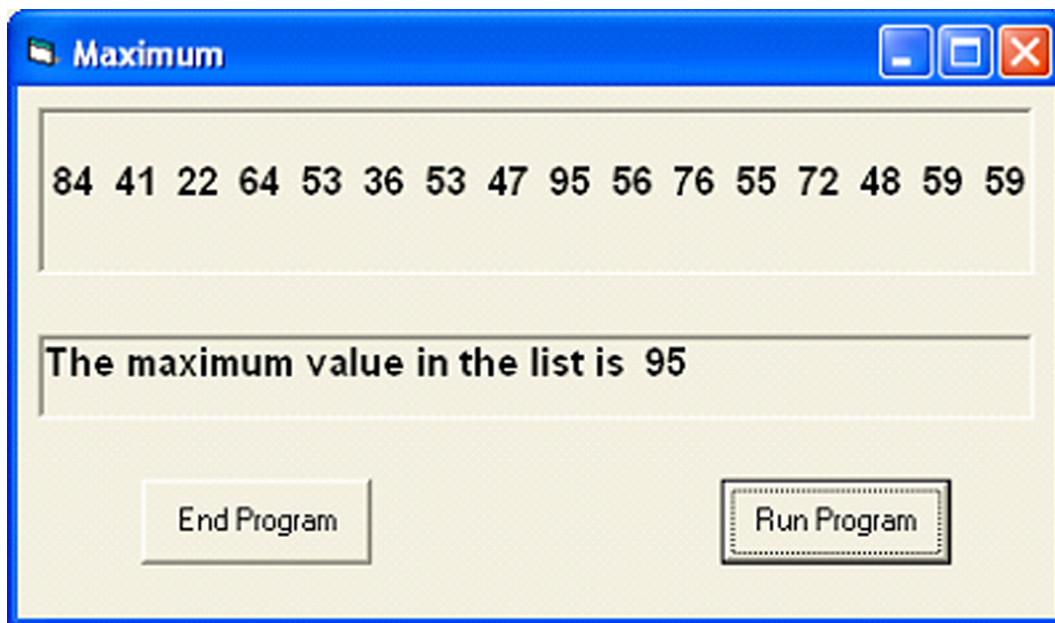 Maximum
84 41 22 64 53 36 53 47 95 56 76 55 72 48 59 59
The maximum value in the list is 95
End Program
Run Program